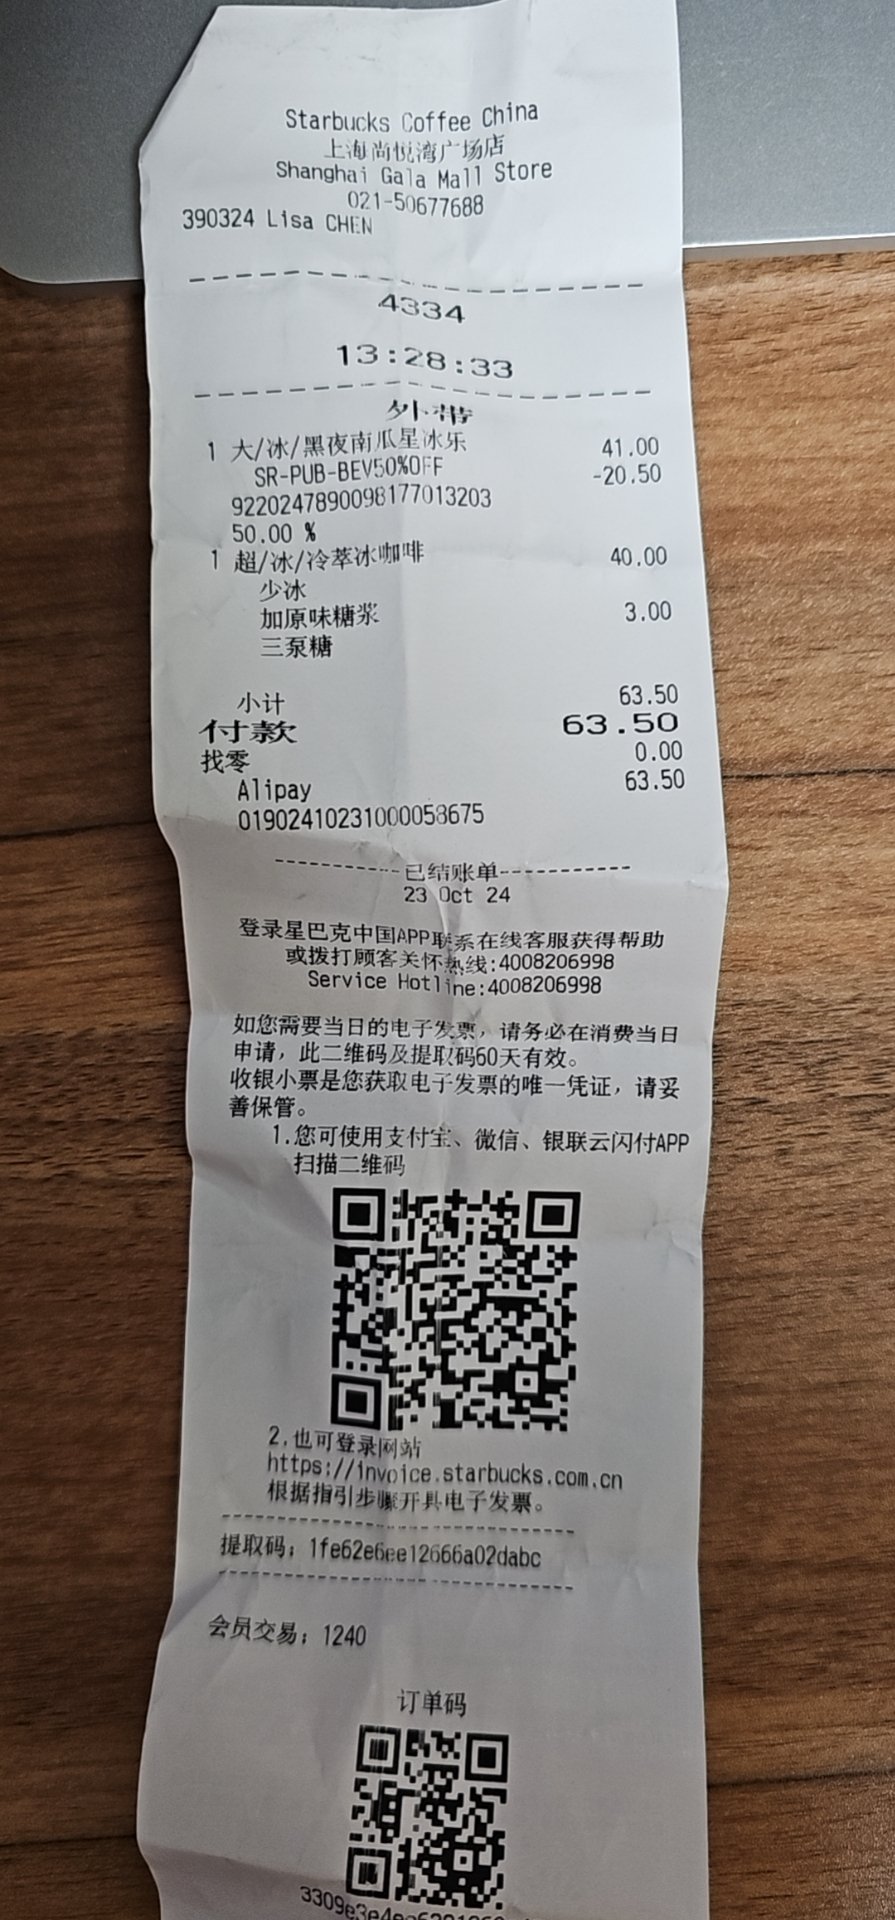 Starbucks Coffee China
上海尚悦湾广场店
Shanghai Gala Mall Store
021-50677688
390324 Lisa CHEN
4334
13:28:33
外带
1 大/冰/黑夜南瓜星冰乐 41.00
SR-PUB-BEV50%OFF -20.50
9220247890098177013203
50.00 %
1 超/冰/冷萃冰咖啡 40.00
少冰
加原味糖浆 3.00
三泵糖
小计 63.50
付款 63.50
找零 0.00
Alipay 63.50
01902410231000058675
-----------已结账单-----------
23 Oct 24
登录星巴克中国APP联系在线客服获得帮助
或拨打顾客关怀热线:4008206998
Service Hotline:4008206998
如您需要当日的电子发票，请务必在消费当日
申请，此二维码及提取码60天有效。
收银小票是您获取电子发票的唯一凭证，请妥
善保管。
1.您可使用支付宝、微信、银联云闪付APP
扫描二维码
2.也可登录网站
https://invoice.starbucks.com.cn
根据指引步骤开具电子发票。
提取码：1fe62e6ee12666a02dabc
会员交易：1240
订单码